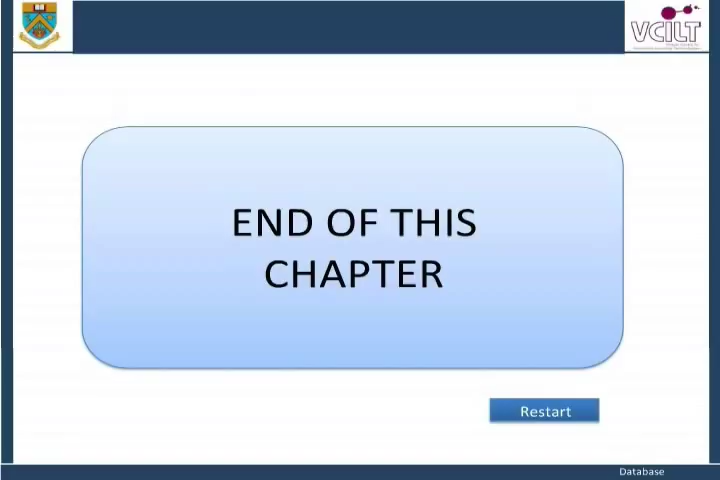 VCILT
END OF THIS
CHAPTER
Restart
Database